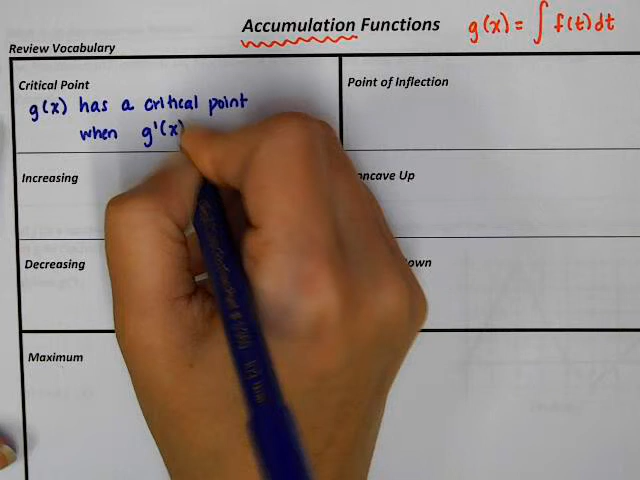 Accumulation Functions
g(x) = ∫ f(t)dt
Review Vocabulary
Critical Point
g(x) has a critical point
when g'(x)
Point of Inflection
Increasing
oncave Up
Decreasing
own
Maximum